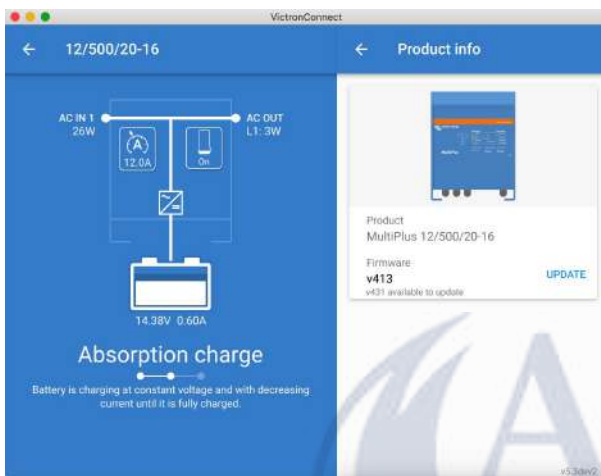 VictronConnect
12/500/20-16
Product info
AC IN 1
26W
AC OUT
L1: 3W
A
12.0A
On
14.38V 0.60A
Absorption charge
Battery is charging at constant voltage and with decreasing
current until it is fully charged.
MultiPlus
Product
MultiPlus 12/500/20-16
Firmware
v413
UPDATE
v431 available to update
v5.3dev2